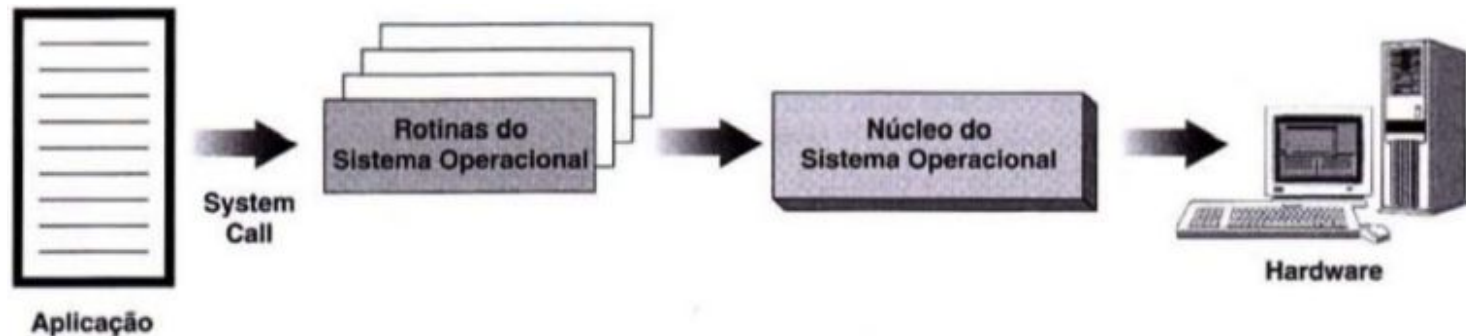 Aplicação
System
Call
Rotinas do
Sistema Operacional
Núcleo do
Sistema Operacional
Hardware